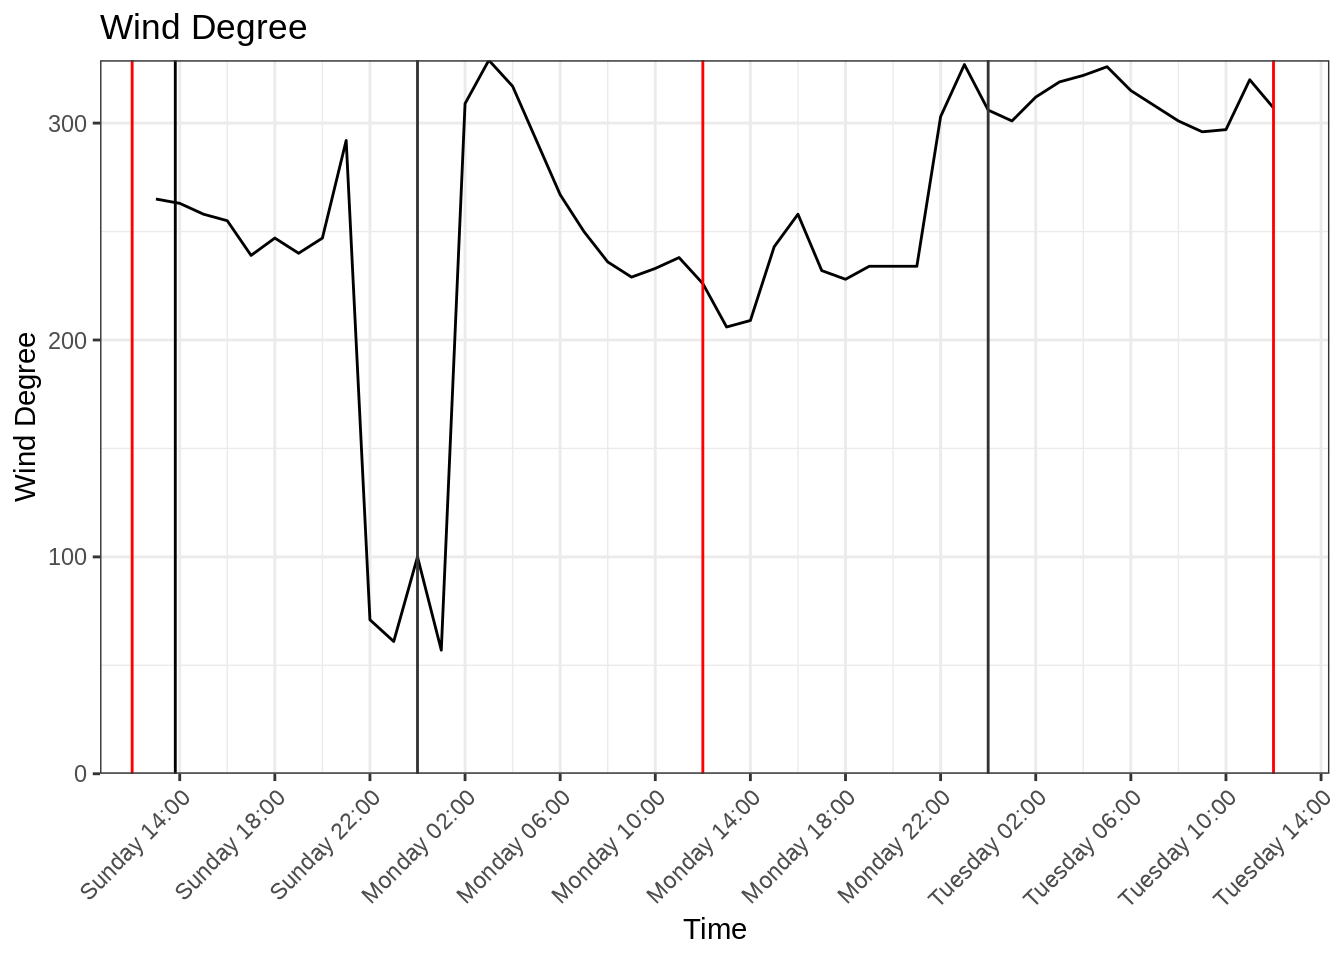 Wind Degree
Wind Degree
300
200
100
0
Sunday 14:00
Sunday 18:00
Sunday 22:00
Monday 02:00
Monday 06:00
Monday 10:00
Monday 14:00
Monday 18:00
Monday 22:00
Tuesday 02:00
Tuesday 06:00
Tuesday 10:00
Tuesday 14:00
Time